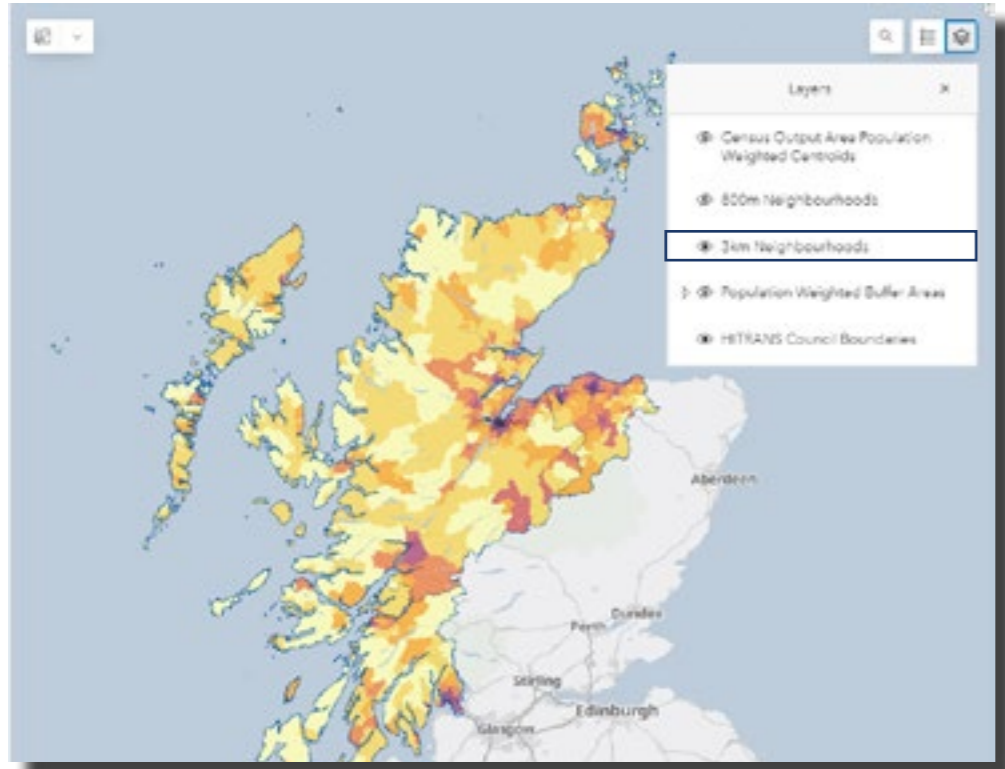 Layers
Census Output Area Population
Weighted Centroids
800m Neighbourhoods
3km Neighbourhoods
Population Weighted Buffer Areas
HITRANS Council Boundaries
Aberdeen
Dundee
Perth
Stirling
Edinburgh
Glasgow